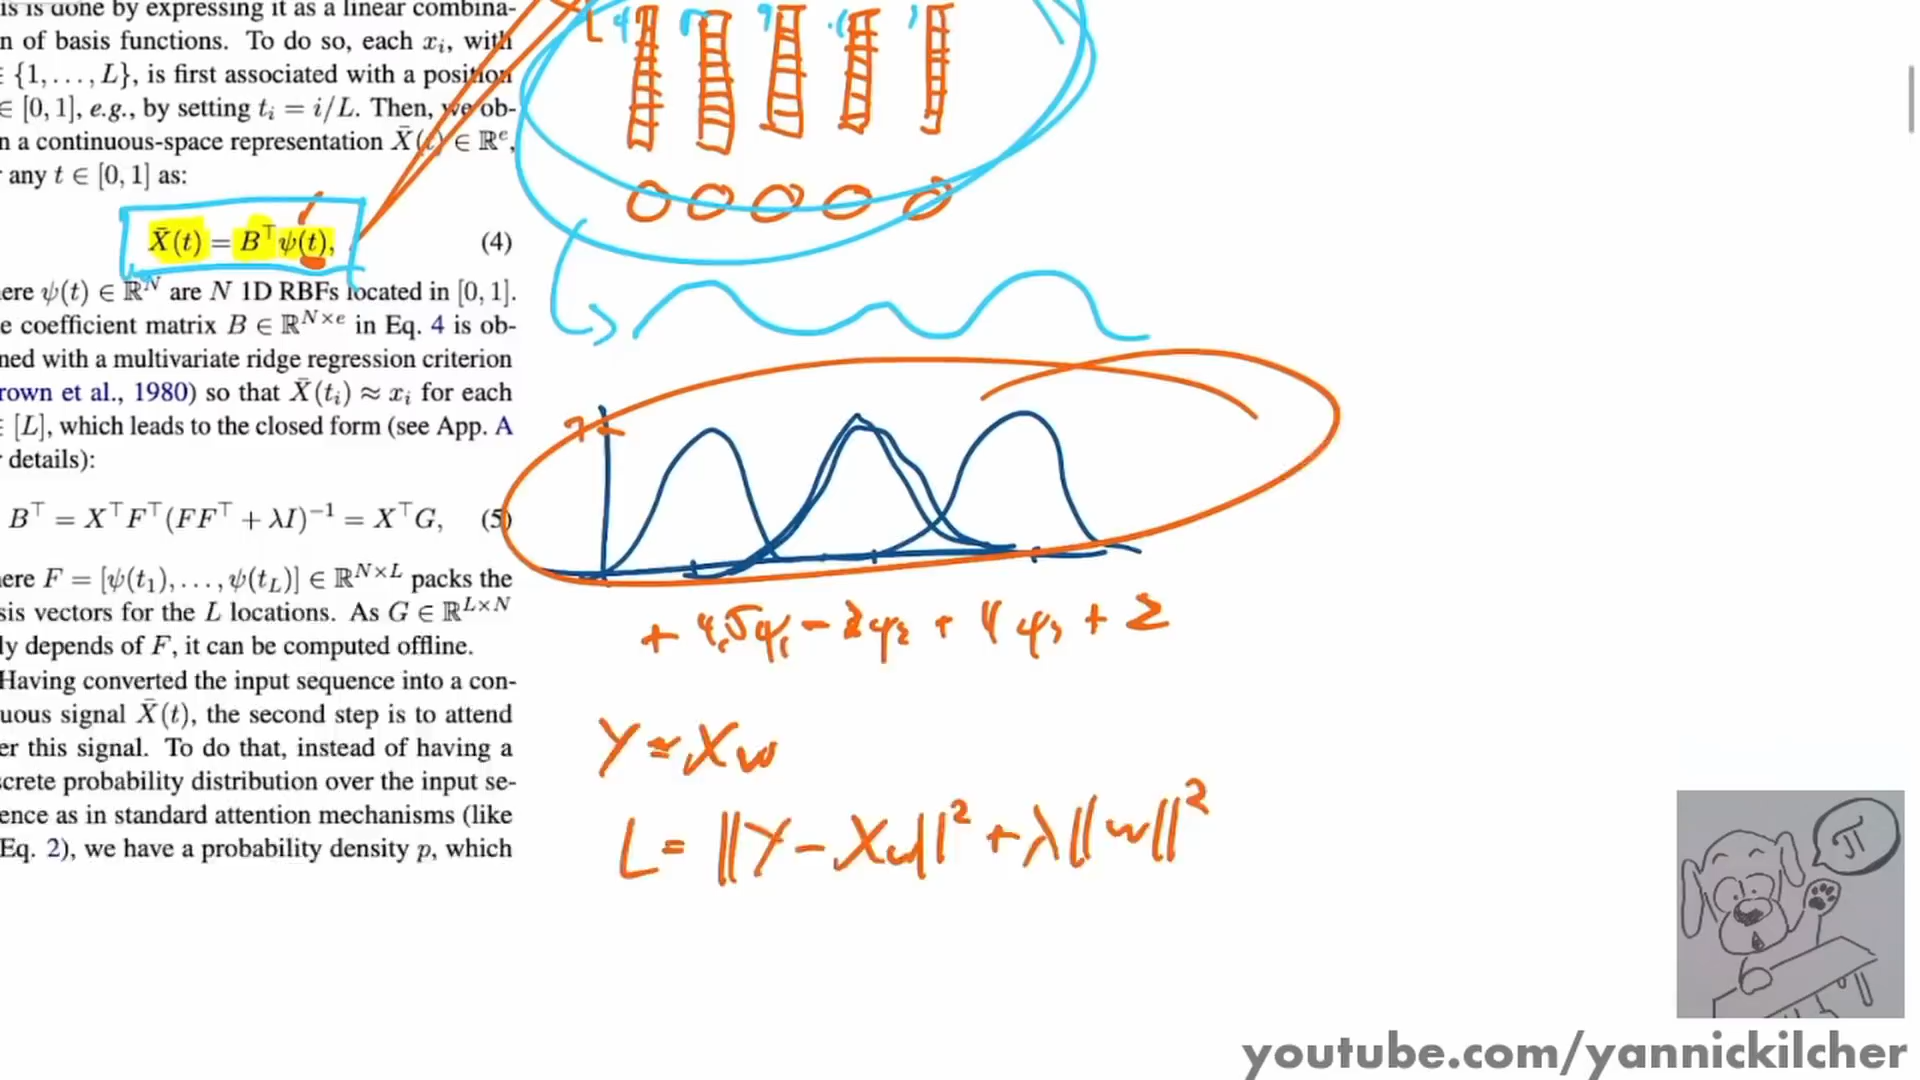 is is done by expressing it as a linear combina-
n of basis functions. To do so, each xᵢ, with
∈ {1, . . . , L}, is first associated with a position
∈ [0, 1], e.g., by setting tᵢ = i/L. Then, we ob-
n a continuous-space representation X̄(t) ∈ ℝᵉ,
r any t ∈ [0, 1] as:
X̄(t) = B⊤ψ(t), (4)
ere ψ(t) ∈ ℝᴺ are N 1D RBFs located in [0, 1].
e coefficient matrix B ∈ ℝᴺˣᵉ in Eq. 4 is ob-
ned with a multivariate ridge regression criterion
rown et al., 1980) so that X̄(tᵢ) ≈ xᵢ for each
∈ [L], which leads to the closed form (see App. A
r details):
B⊤ = X⊤F⊤(FF⊤ + λI)⁻¹ = X⊤G, (5)
ere F = [ψ(t₁), . . . , ψ(t_L)] ∈ ℝᴺˣᴸ packs the
sis vectors for the L locations. As G ∈ ℝᴸˣᴺ
ly depends of F, it can be computed offline.
Having converted the input sequence into a con-
uous signal X̄(t), the second step is to attend
er this signal. To do that, instead of having a
screte probability distribution over the input se-
ence as in standard attention mechanisms (like
Eq. 2), we have a probability density p, which
L
+ 4,5ψ₁ - 2ψ₂ + 4ψ₃ + 2
Y ≈ Xw
L = ||Y - Xw||² + λ||w||²
π
youtube.com/yannickilcher